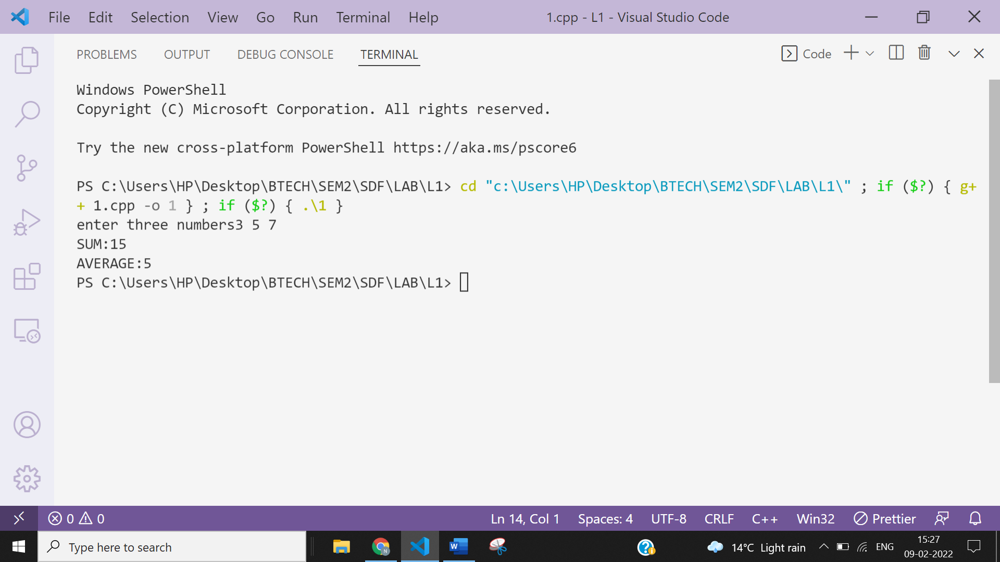 File Edit Selection View Go Run Terminal Help 1.cpp - L1 - Visual Studio Code
PROBLEMS OUTPUT DEBUG CONSOLE TERMINAL Code
Windows PowerShell
Copyright (C) Microsoft Corporation. All rights reserved.
Try the new cross-platform PowerShell https://aka.ms/pscore6
PS C:\Users\HP\Desktop\BTECH\SEM2\SDF\LAB\L1> cd "c:\Users\HP\Desktop\BTECH\SEM2\SDF\LAB\L1\" ; if ($?) { g+
+ 1.cpp -o 1 } ; if ($?) { .\1 }
enter three numbers3 5 7
SUM:15
AVERAGE:5
PS C:\Users\HP\Desktop\BTECH\SEM2\SDF\LAB\L1>
0 0 Ln 14, Col 1 Spaces: 4 UTF-8 CRLF C++ Win32 Prettier
Type here to search W N 14°C Light rain ENG 15:27
09-02-2022